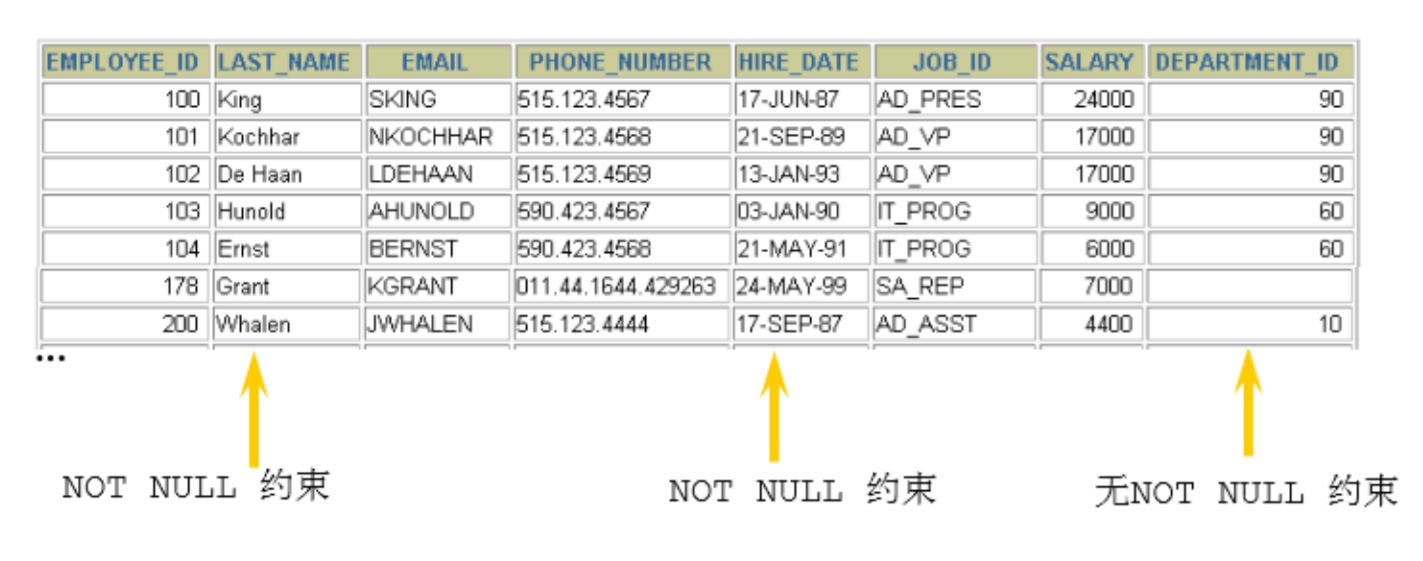 EMPLOYEE_ID LAST_NAME EMAIL PHONE_NUMBER HIRE_DATE JOB_ID SALARY DEPARTMENT_ID
100 King SKING 515.123.4567 17-JUN-87 AD_PRES 24000 90
101 Kochhar NKOCHHAR 515.123.4568 21-SEP-89 AD_VP 17000 90
102 De Haan LDEHAAN 515.123.4569 13-JAN-93 AD_VP 17000 90
103 Hunold AHUNOLD 590.423.4567 03-JAN-90 IT_PROG 9000 60
104 Ernst BERNST 590.423.4568 21-MAY-91 IT_PROG 6000 60
178 Grant KGRANT 011.44.1644.429263 24-MAY-99 SA_REP 7000
200 Whalen JWHALEN 515.123.4444 17-SEP-87 AD_ASST 4400 10
...
NOT NULL 约束 NOT NULL 约束 无NOT NULL 约束